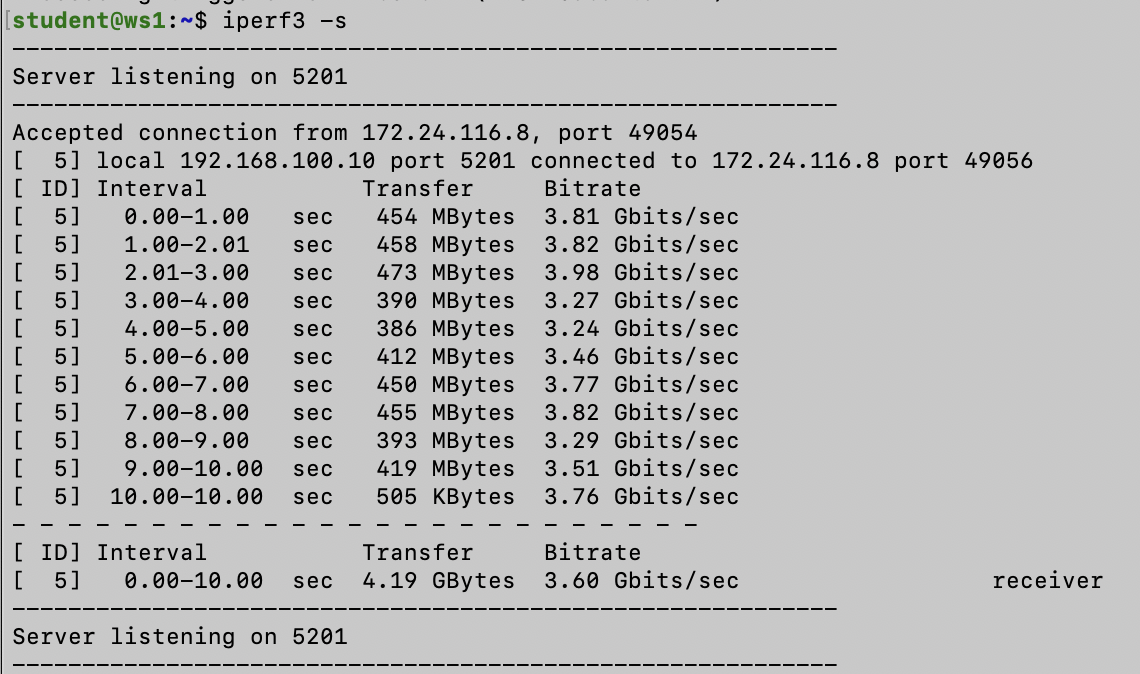 student@ws1:~$ iperf3 -s
-----------------------------------------------------------
Server listening on 5201
-----------------------------------------------------------
Accepted connection from 172.24.116.8, port 49054
[  5] local 192.168.100.10 port 5201 connected to 172.24.116.8 port 49056
[ ID] Interval           Transfer     Bitrate
[  5]   0.00-1.00   sec   454 MBytes  3.81 Gbits/sec
[  5]   1.00-2.01   sec   458 MBytes  3.82 Gbits/sec
[  5]   2.01-3.00   sec   473 MBytes  3.98 Gbits/sec
[  5]   3.00-4.00   sec   390 MBytes  3.27 Gbits/sec
[  5]   4.00-5.00   sec   386 MBytes  3.24 Gbits/sec
[  5]   5.00-6.00   sec   412 MBytes  3.46 Gbits/sec
[  5]   6.00-7.00   sec   450 MBytes  3.77 Gbits/sec
[  5]   7.00-8.00   sec   455 MBytes  3.82 Gbits/sec
[  5]   8.00-9.00   sec   393 MBytes  3.29 Gbits/sec
[  5]   9.00-10.00  sec   419 MBytes  3.51 Gbits/sec
[  5]  10.00-10.00  sec   505 KBytes  3.76 Gbits/sec
- - - - - - - - - - - - - - - - - - - - - - - - -
[ ID] Interval           Transfer     Bitrate
[  5]   0.00-10.00  sec  4.19 GBytes  3.60 Gbits/sec                  receiver
-----------------------------------------------------------
Server listening on 5201
-----------------------------------------------------------